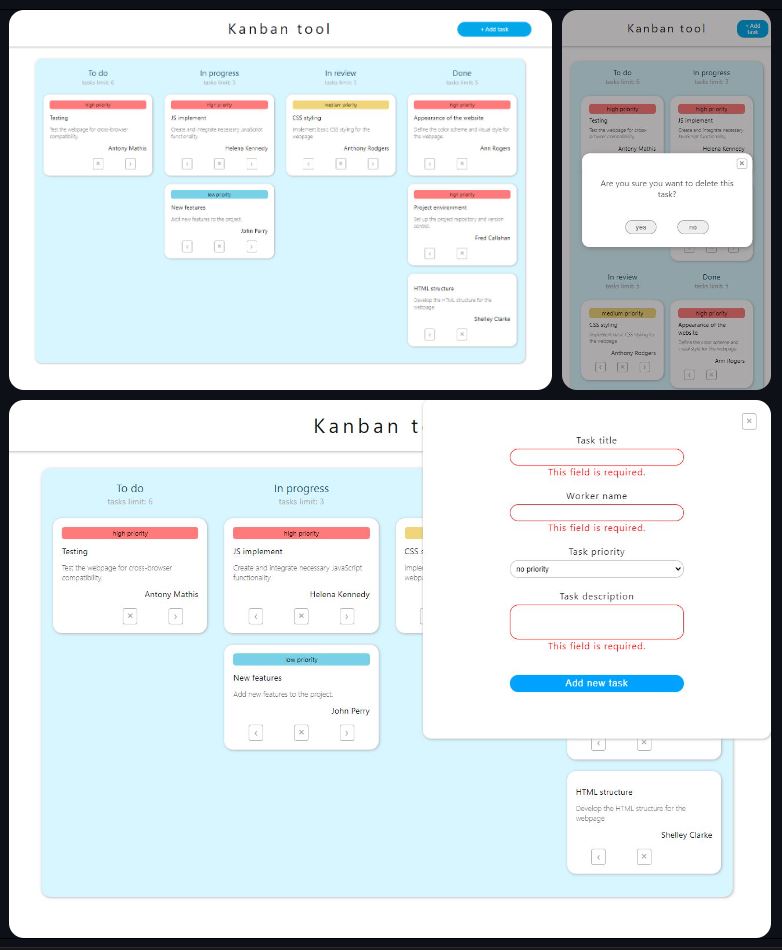 Kanban tool
+ Add task
To do
tasks limit: 6
high priority
Testing
Test the webpage for cross-browser
compatibility.
Antony Mathis
In progress
tasks limit: 3
high priority
JS implement
Create and integrate necessary JavaScript
functionality.
Helena Kennedy
low priority
New features
Add new features to the project.
John Perry
In review
tasks limit: 3
medium priority
CSS styling
Implement basic CSS styling for the
webpage.
Anthony Rodgers
Done
tasks limit: 5
high priority
Appearance of the website
Define the color scheme and visual style for
the webpage.
Ann Rogers
high priority
Project environment
Set up the project repository and version
control.
Fred Callahan
HTML structure
Develop the HTML structure for the
webpage
Shelley Clarke
Kanban tool
+ Add
task
To do
tasks limit: 6
high priority
Testing
Test the webpage for cross-
browser compatibility.
Antony Mathis
In progress
tasks limit: 3
high priority
JS implement
Create and integrate necessary
JavaScript functionality.
Helena Kennedy
Are you sure you want to delete this
task?
yes
no
In review
tasks limit: 3
medium priority
CSS styling
Implement basic CSS styling for
the webpage.
Anthony Rodgers
Done
tasks limit: 5
high priority
Appearance of the
website
Define the color scheme and
visual style for the webpage.
Ann Rogers
Kanban t
To do
tasks limit: 6
high priority
Testing
Test the webpage for cross-browser
compatibility.
Antony Mathis
In progress
tasks limit: 3
high priority
JS implement
Create and integrate necessary JavaScript
functionality.
Helena Kennedy
low priority
New features
Add new features to the project.
John Perry
CSS s
Imple
webp
Task title
This field is required.
Worker name
This field is required.
Task priority
no priority
Task description
This field is required.
Add new task
HTML structure
Develop the HTML structure for the
webpage
Shelley Clarke